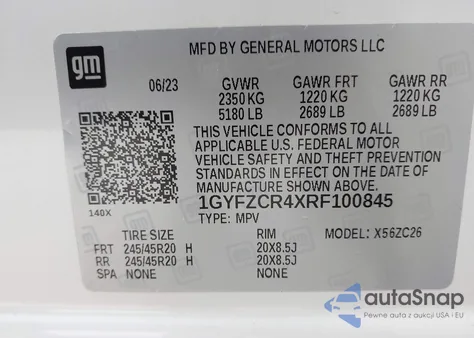 MFD BY GENERAL MOTORS LLC
gm
06/23 GVWR GAWR FRT GAWR RR
2350 KG 1220 KG 1220 KG
5180 LB 2689 LB 2689 LB
THIS VEHICLE CONFORMS TO ALL
APPLICABLE U.S. FEDERAL MOTOR
VEHICLE SAFETY AND THEFT PREVENTION
STANDARDS IN EFFECT ON THE DATE OF
MANUFACTURE SHOWN ABOVE.
140X
1GYFZCR4XRF100845
TYPE: MPV MODEL: X56ZC26
TIRE SIZE RIM
FRT 245/45R20 H 20X8.5J
RR 245/45R20 H 20X8.5J
SPA NONE NONE
autoSnap
Pewne auta z aukcji USA i EU